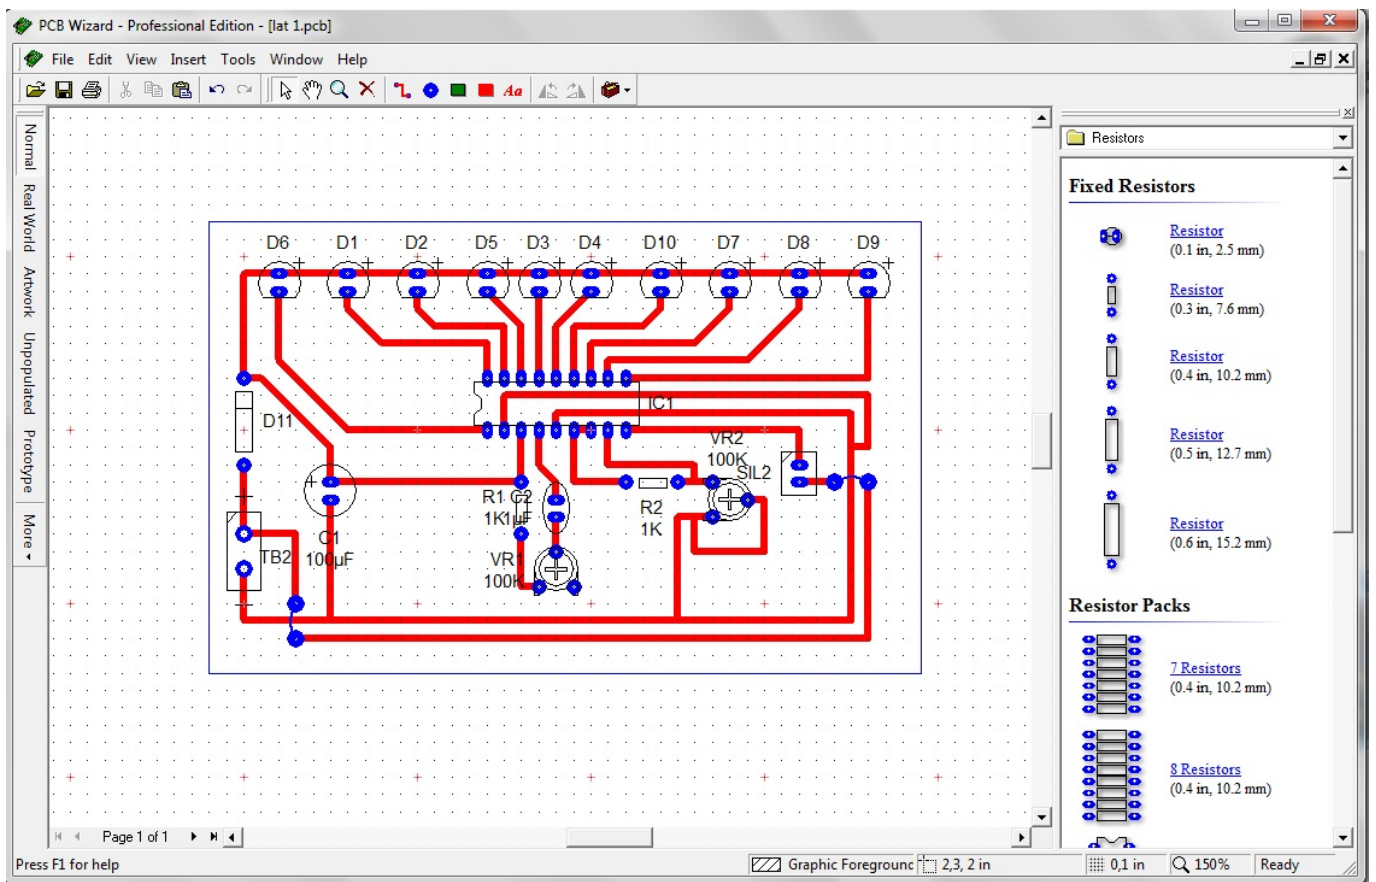 PCB Wizard - Professional Edition - [lat 1.pcb]
File Edit View Insert Tools Window Help
Aa
Normal
Real World
Artwork
Unpopulated
Prototype
More
D6 D1 D2 D5 D3 D4 D10 D7 D8 D9
D11
IC1
VR2
100K
SIL2
R1 C2
1K 1µF
R2
1K
C1
100µF
TB2
VR1
100K
Resistors
Fixed Resistors
Resistor
(0.1 in, 2.5 mm)
Resistor
(0.3 in, 7.6 mm)
Resistor
(0.4 in, 10.2 mm)
Resistor
(0.5 in, 12.7 mm)
Resistor
(0.6 in, 15.2 mm)
Resistor Packs
7 Resistors
(0.4 in, 10.2 mm)
8 Resistors
(0.4 in, 10.2 mm)
Page 1 of 1
Press F1 for help
Graphic Foregrounc 2,3, 2 in 0,1 in 150% Ready